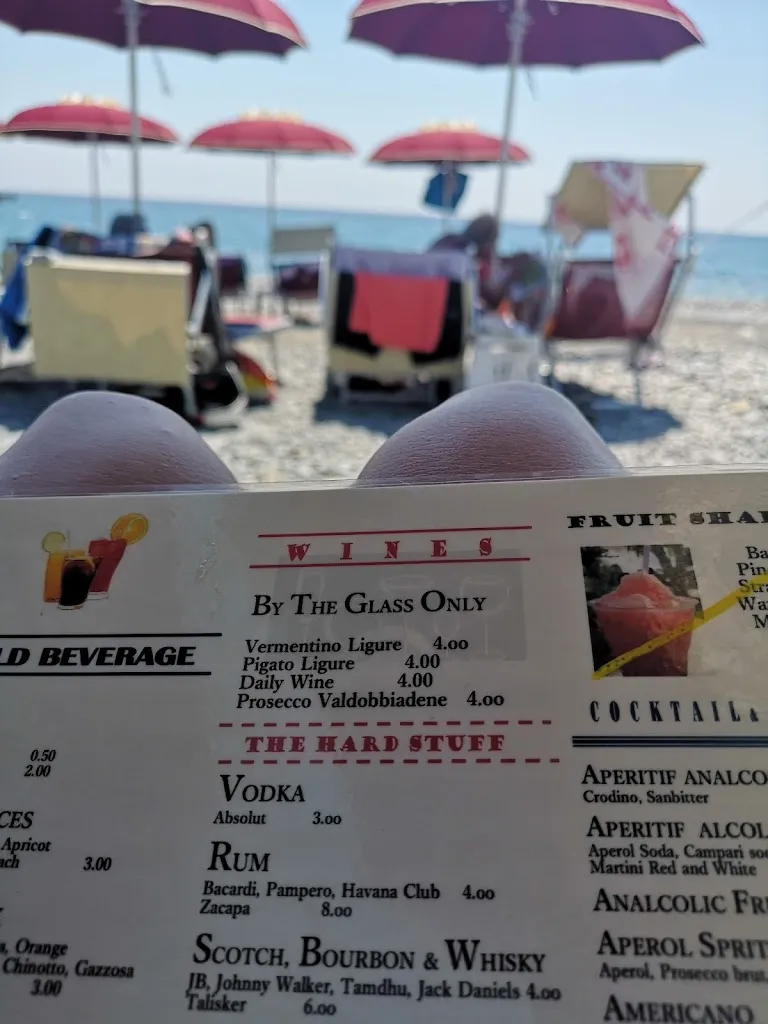 LD BEVERAGE
0.50
2.00
CES
Apricot
ach 3.00
, Orange
Chinotto, Gazzosa
3.00
WINES
By The Glass Only
Vermentino Ligure 4.00
Pigato Ligure 4.00
Daily Wine 4.00
Prosecco Valdobbiadene 4.00
THE HARD STUFF
Vodka
Absolut 3.00
Rum
Bacardi, Pampero, Havana Club 4.00
Zacapa 8.00
Scotch, Bourbon & Whisky
JB, Johnny Walker, Tamdhu, Jack Daniels 4.00
Talisker 6.00
FRUIT SHA
Ba
Pin
Stra
Wa
M
COCKTAIL
Aperitif analco
Crodino, Sanbitter
Aperitif alcol
Aperol Soda, Campari so
Martini Red and White
Analcolic Fr
Aperol Sprit
Aperol, Prosecco brut,
Americano